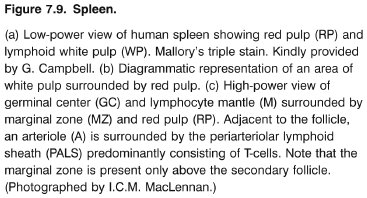 Figure 7.9. Spleen.
(a) Low-power view of human spleen showing red pulp (RP) and
lymphoid white pulp (WP). Mallory's triple stain. Kindly provided
by G. Campbell. (b) Diagrammatic representation of an area of
white pulp surrounded by red pulp. (c) High-power view of
germinal center (GC) and lymphocyte mantle (M) surrounded by
marginal zone (MZ) and red pulp (RP). Adjacent to the follicle,
an arteriole (A) is surrounded by the periarteriolar lymphoid
sheath (PALS) predominantly consisting of T-cells. Note that the
marginal zone is present only above the secondary follicle.
(Photographed by I.C.M. MacLennan.)